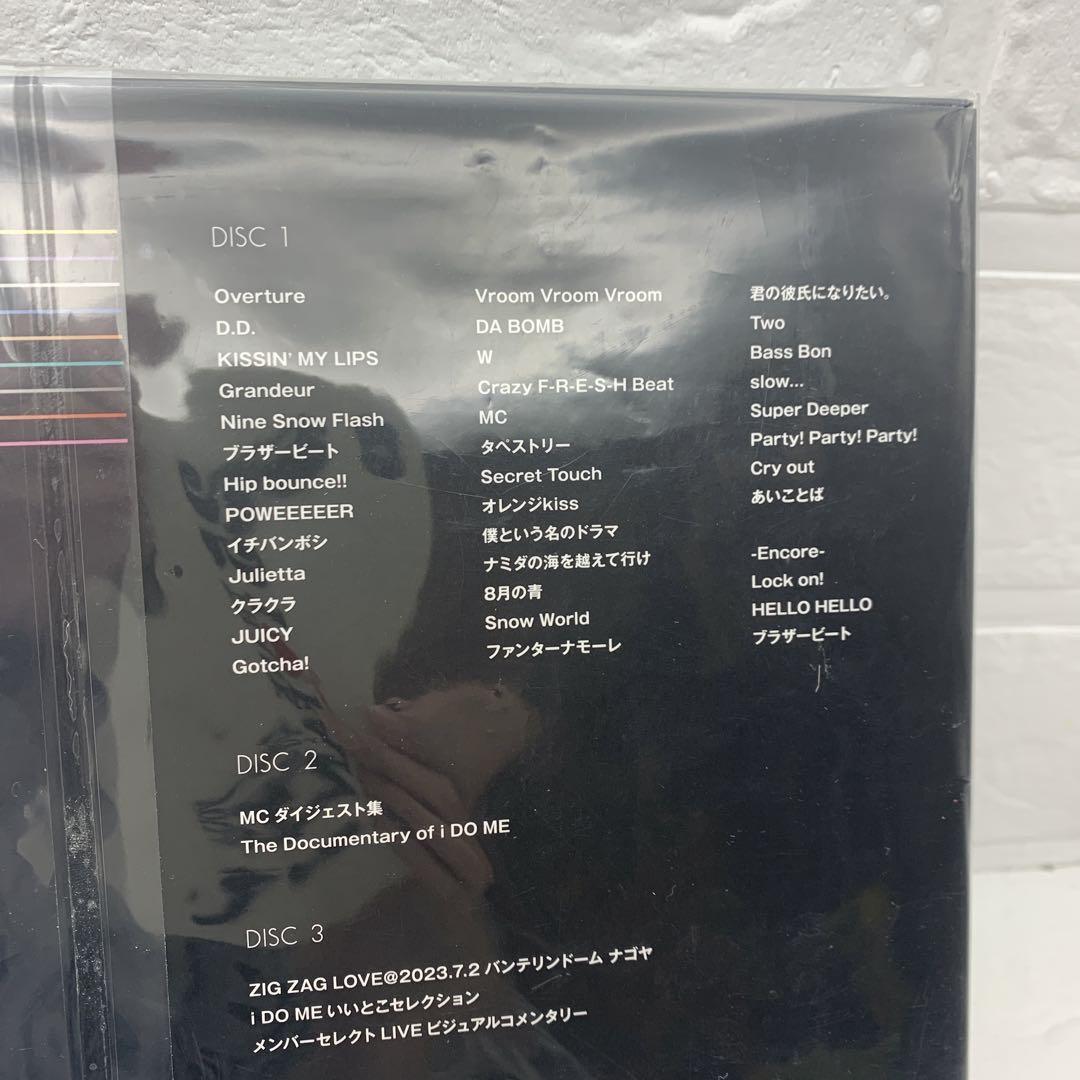 DISC 1
Overture
D.D.
KISSIN' MY LIPS
Grandeur
Nine Snow Flash
ブラザービート
Hip bounce!!
POWEEEEER
イチバンボシ
Julietta
クラクラ
JUICY
Gotcha!
Vroom Vroom Vroom
DA BOMB
W
Crazy F-R-E-S-H Beat
MC
タペストリー
Secret Touch
オレンジkiss
僕という名のドラマ
ナミダの海を越えて行け
8月の青
Snow World
ファンターナモーレ
君の彼氏になりたい。
Two
Bass Bon
slow...
Super Deeper
Party! Party! Party!
Cry out
あいことば
-Encore-
Lock on!
HELLO HELLO
ブラザービート
DISC 2
MC ダイジェスト集
The Documentary of i DO ME
DISC 3
ZIG ZAG LOVE@2023.7.2 バンテリンドーム ナゴヤ
i DO ME いいとこセレクション
メンバーセレクト LIVE ビジュアルコメンタリー